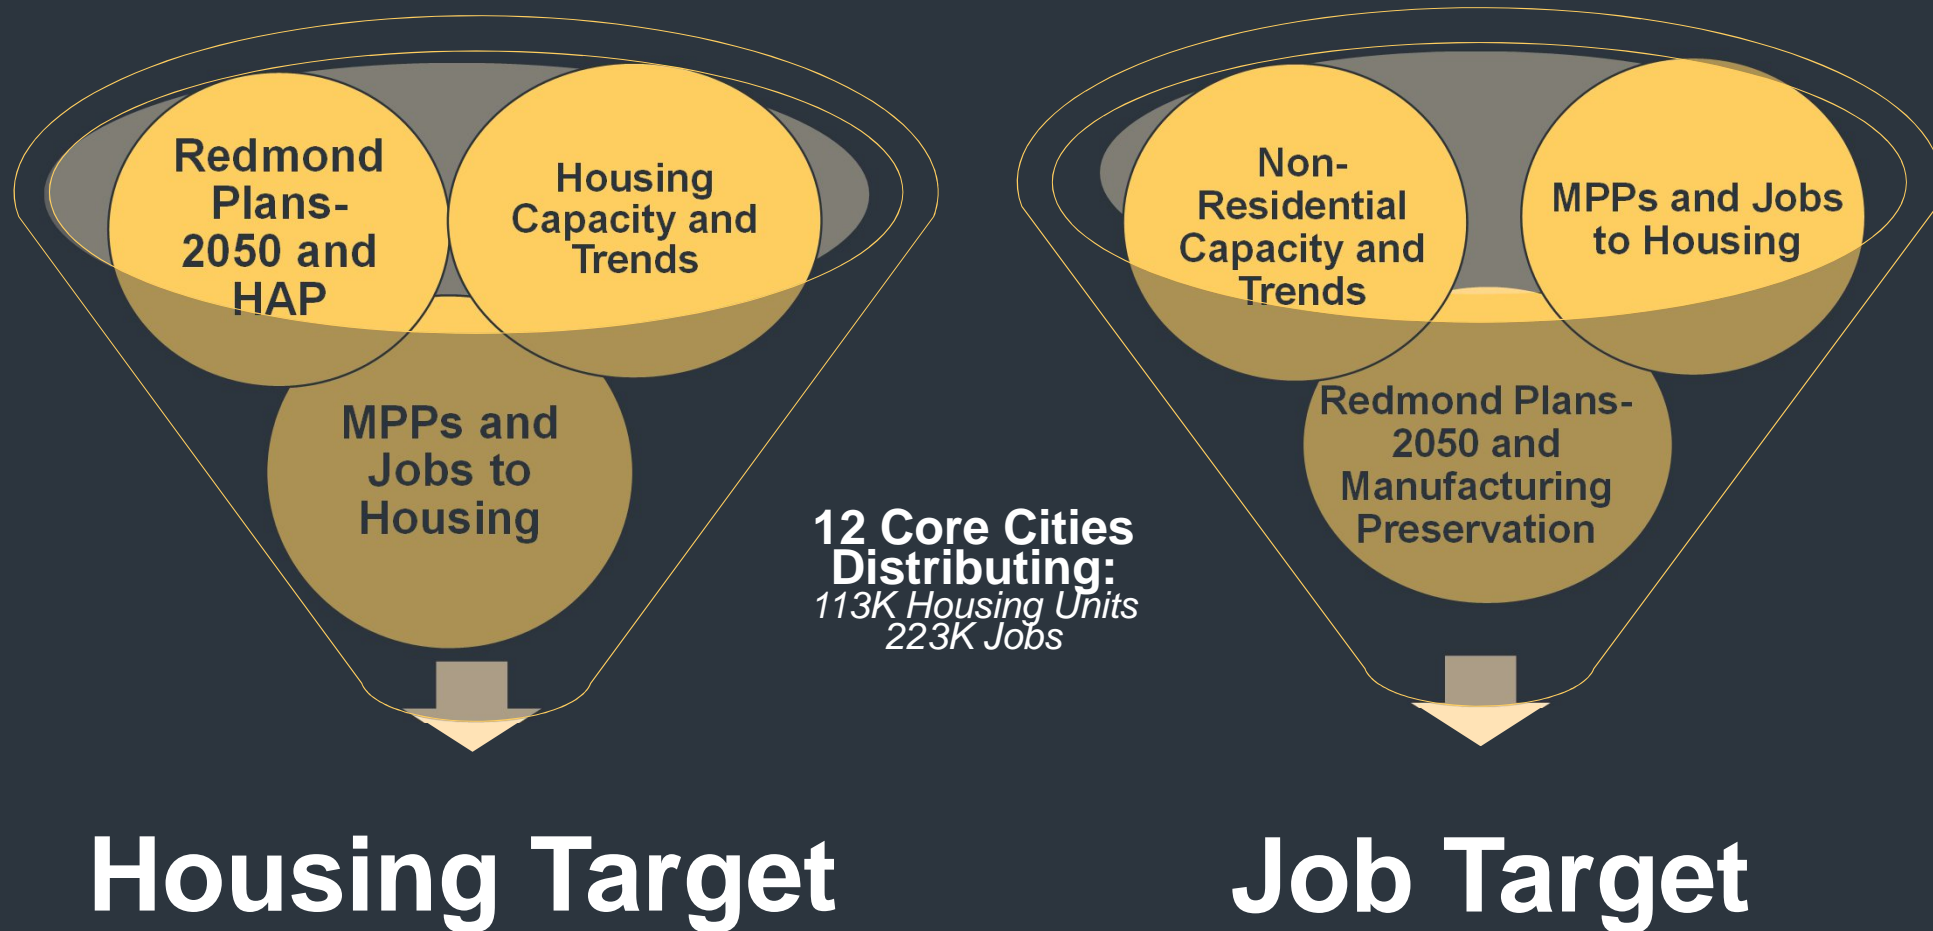 Redmond
Plans-
2050 and
HAP
Housing
Capacity and
Trends
MPPs and
Jobs to
Housing
12 Core Cities
Distributing:
113K Housing Units
223K Jobs
Non-
Residential
Capacity and
Trends
MPPs and Jobs
to Housing
Redmond Plans-
2050 and
Manufacturing
Preservation
Housing Target
Job Target